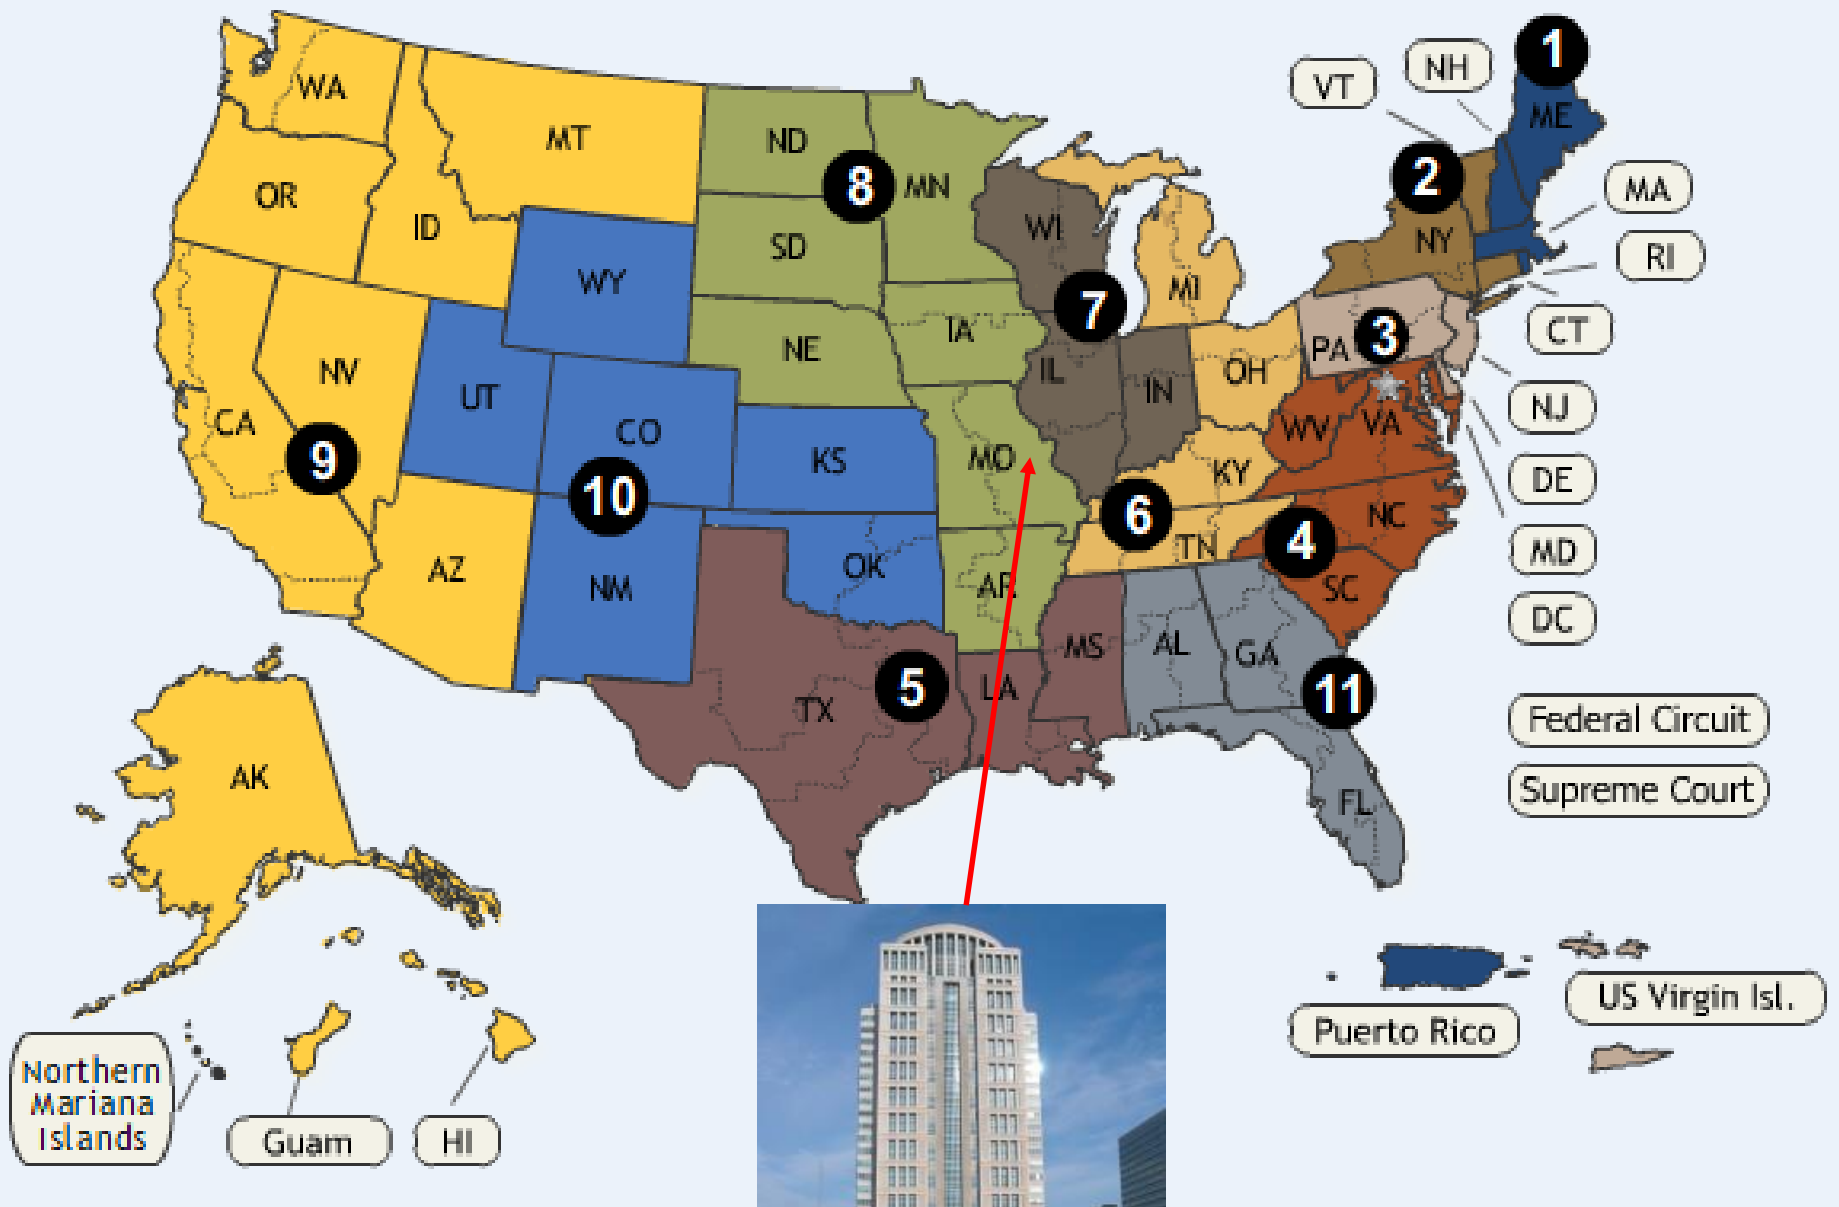 1
VT
NH
ME
WA
MT
ND
MN
8
2
MA
OR
ID
SD
WI
NY
RI
WY
7
MI
CT
NE
IA
PA
3
NV
UT
CO
IL
IN
OH
NJ
CA
9
KS
MO
WV
VA
DE
10
KY
6
NC
MD
AZ
NM
OK
AR
TN
4
SC
DC
TX
5
LA
MS
AL
GA
11
Federal Circuit
Supreme Court
AK
FL
US Virgin Isl.
Puerto Rico
Northern
Mariana
Islands
Guam
HI